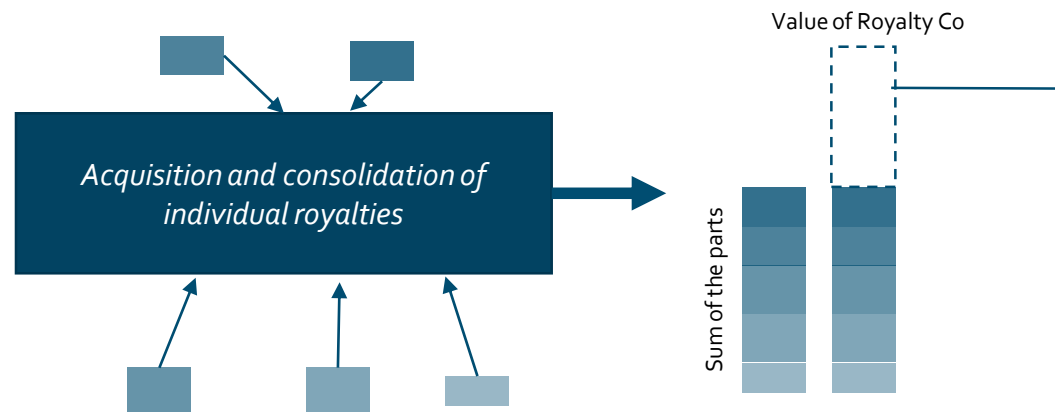 Value of Royalty Co
Acquisition and consolidation of
individual royalties
Sum of the parts